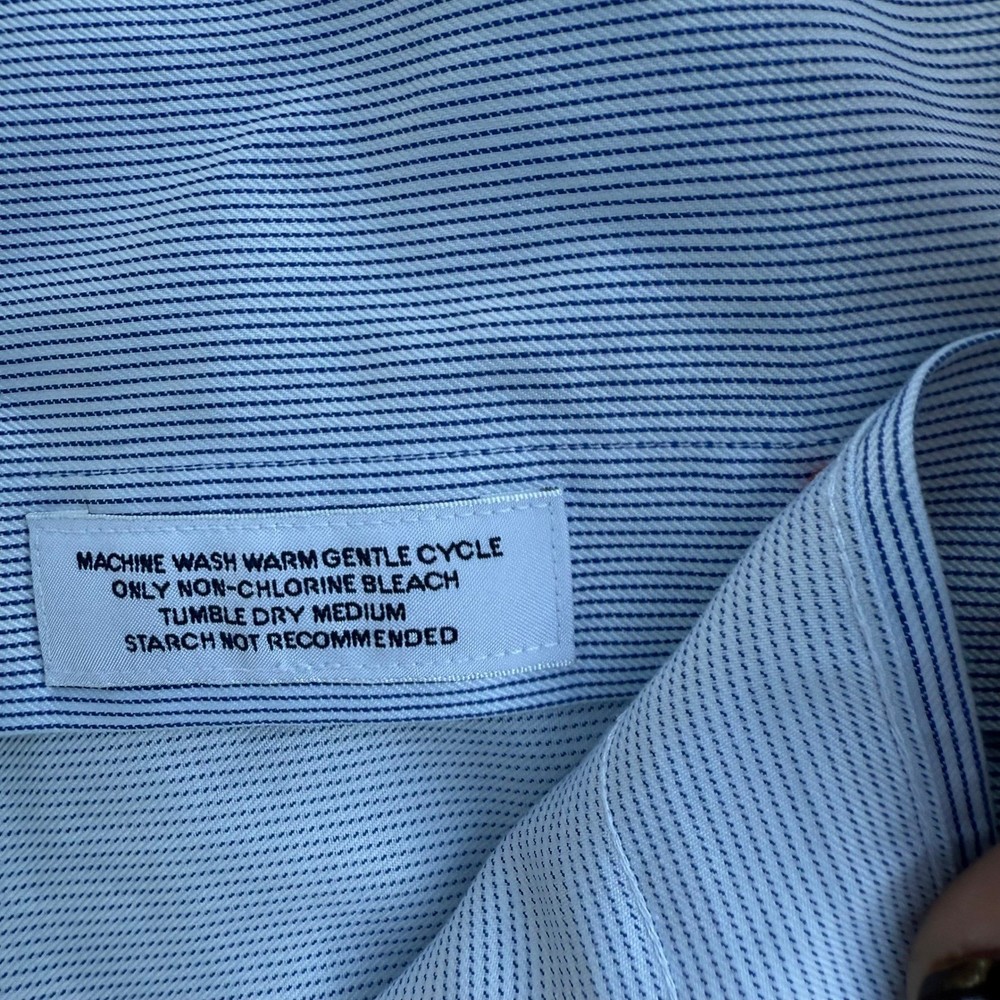 MACHINE WASH WARM GENTLE CYCLE
ONLY NON-CHLORINE BLEACH
TUMBLE DRY MEDIUM
STARCH NOT RECOMMENDED